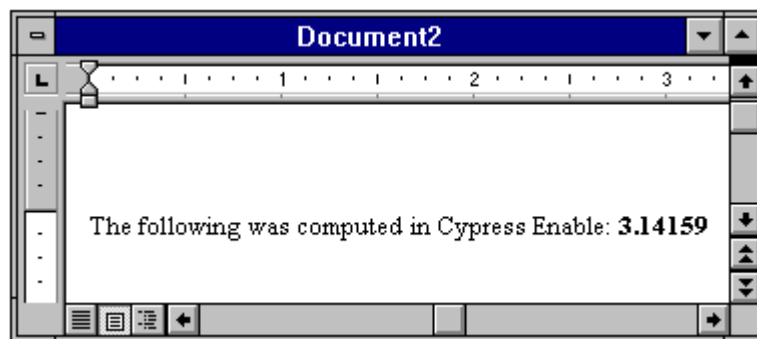 Document2
L 1 2 3
The following was computed in Cypress Enable: 3.14159